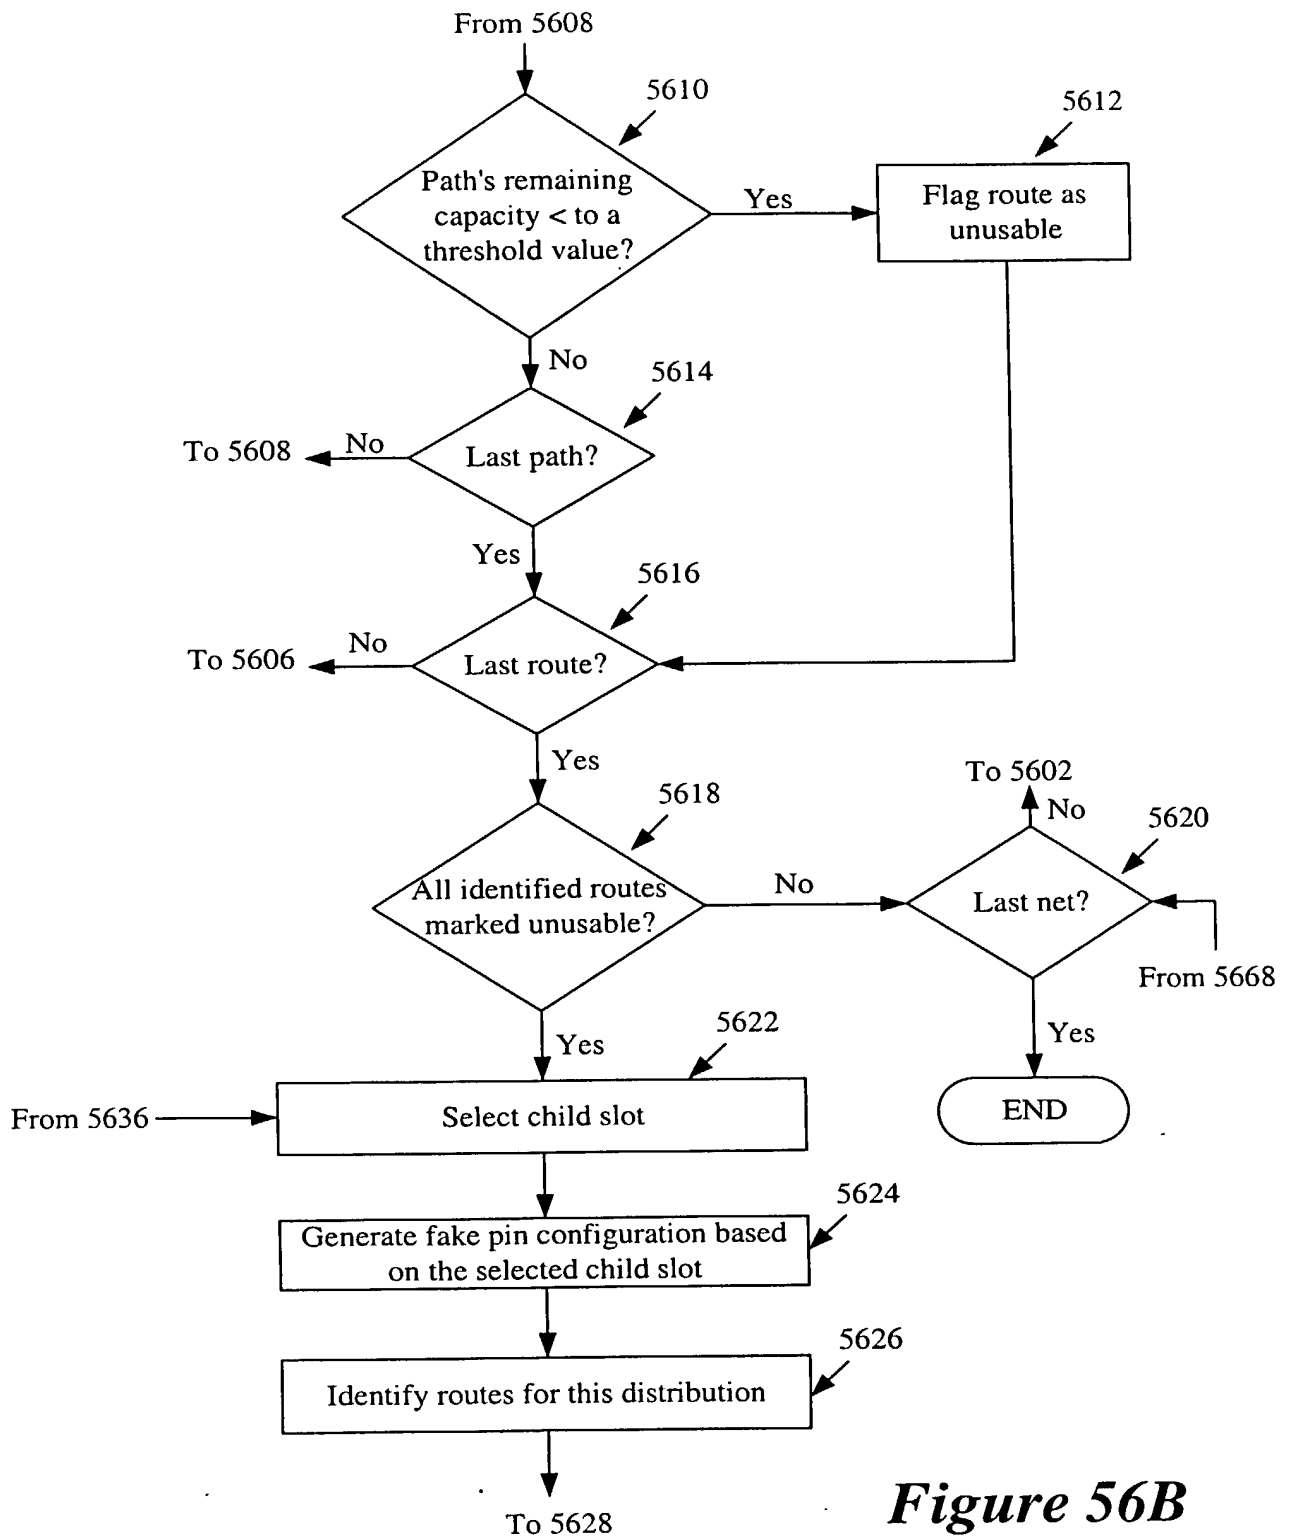 From 5608
5610
5612
Path's remaining
capacity < to a
threshold value?
Yes
Flag route as
unusable
No
5614
To 5608
No
Last path?
Yes
5616
To 5606
No
Last route?
Yes
To 5602
No
5618
5620
All identified routes
marked unusable?
No
Last net?
From 5668
Yes
5622
Yes
From 5636
Select child slot
END
5624
Generate fake pin configuration based
on the selected child slot
5626
Identify routes for this distribution
To 5628
Figure 56B